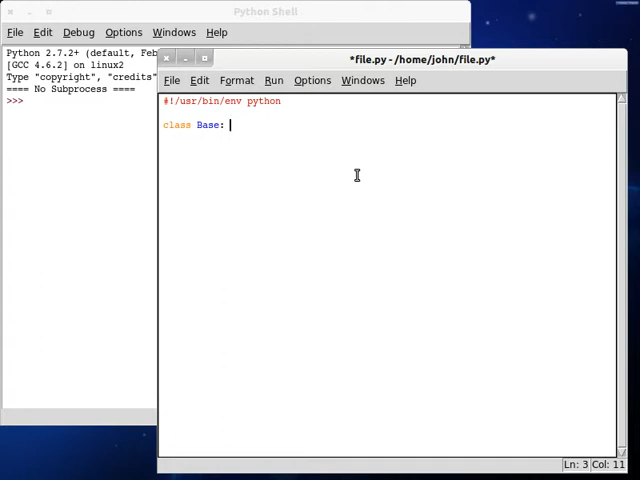 Python Shell
File Edit Debug Options Windows Help
Python 2.7.2+ (default, Feb
[GCC 4.6.2] on linux2
Type "copyright", "credits"
==== No Subprocess ====
>>>
*file.py - /home/john/file.py*
File Edit Format Run Options Windows Help
#!/usr/bin/env python
class Base:
Ln: 3 Col: 11